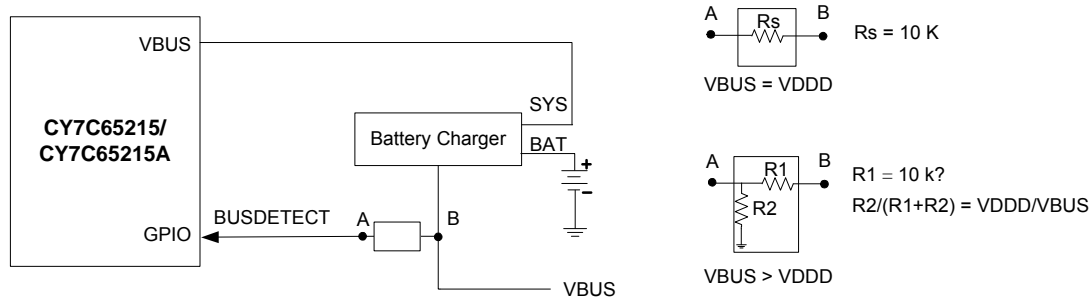 VBUS
CY7C65215/
CY7C65215A
SYS
Battery Charger
BAT
+
-
BUSDETECT
A
B
GPIO
VBUS
A
Rs
B
Rs = 10 K
VBUS = VDDD
A
R1
B
R2
R1 = 10 k?
R2/(R1+R2) = VDDD/VBUS
VBUS > VDDD